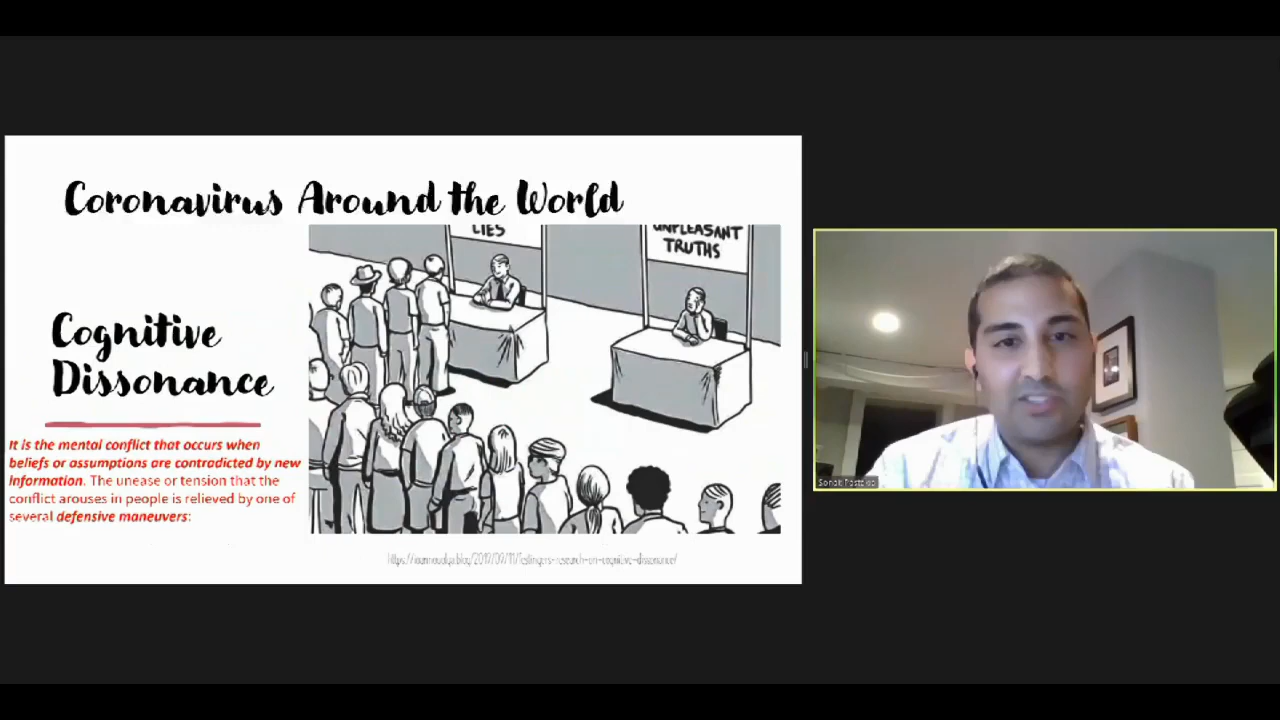 Coronavirus Around the World
LIES
UNPLEASANT
TRUTHS
Cognitive
Dissonance
It is the mental conflict that occurs when
beliefs or assumptions are contradicted by new
information. The unease or tension that the
conflict arouses in people is relieved by one of
several defensive maneuvers: